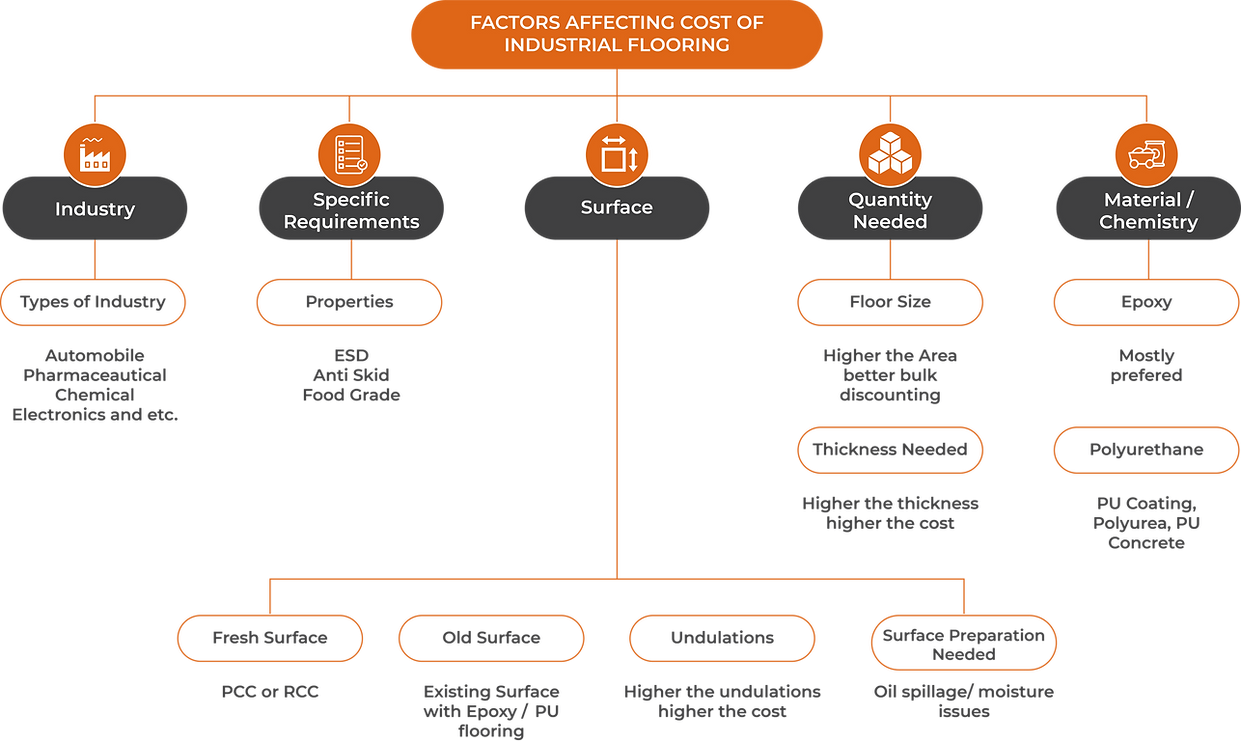 FACTORS AFFECTING COST OF
INDUSTRIAL FLOORING
Industry
Types of Industry
Automobile
Pharmaceutical
Chemical
Electronics and etc.
Specific
Requirements
Properties
ESD
Anti Skid
Food Grade
Surface
Quantity
Needed
Floor Size
Higher the Area
better bulk
discounting
Thickness Needed
Higher the thickness
higher the cost
Material /
Chemistry
Epoxy
Mostly
prefered
Polyurethane
PU Coating,
Polyurea, PU
Concrete
Fresh Surface
PCC or RCC
Old Surface
Existing Surface
with Epoxy / PU
flooring
Undulations
Higher the undulations
higher the cost
Surface Preparation
Needed
Oil spillage/ moisture
issues